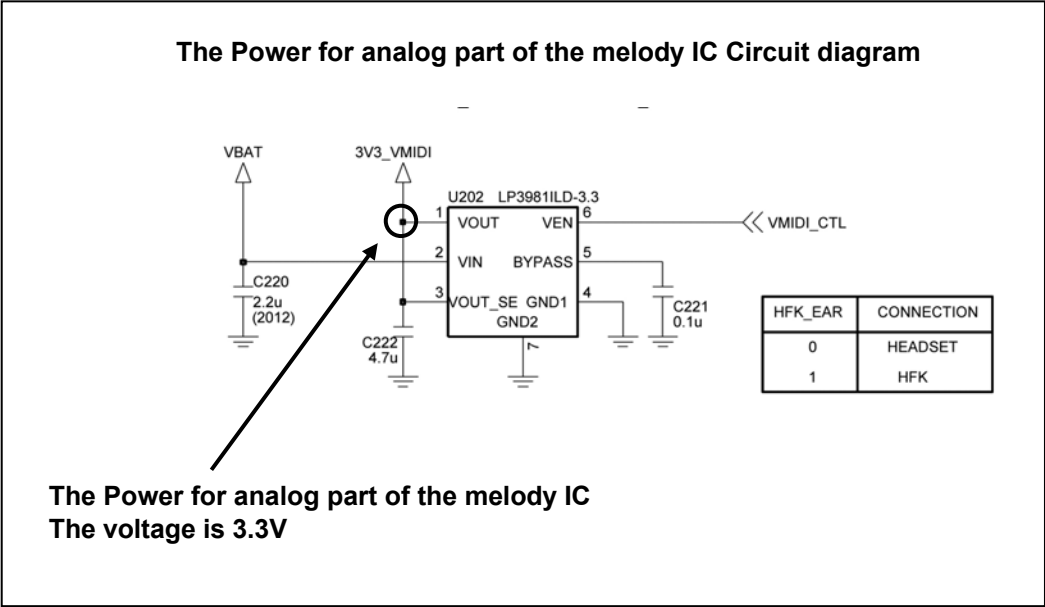 The Power for analog part of the melody IC Circuit diagram
VBAT
3V3_VMIDI
U202 LP3981ILD-3.3
1 VOUT VEN 6
VMIDI_CTL
2 VIN BYPASS 5
3 VOUT_SE GND1 4
GND2
7
C220
2.2u
(2012)
C222
4.7u
C221
0.1u
HFK_EAR CONNECTION
0 HEADSET
1 HFK
The Power for analog part of the melody IC
The voltage is 3.3V